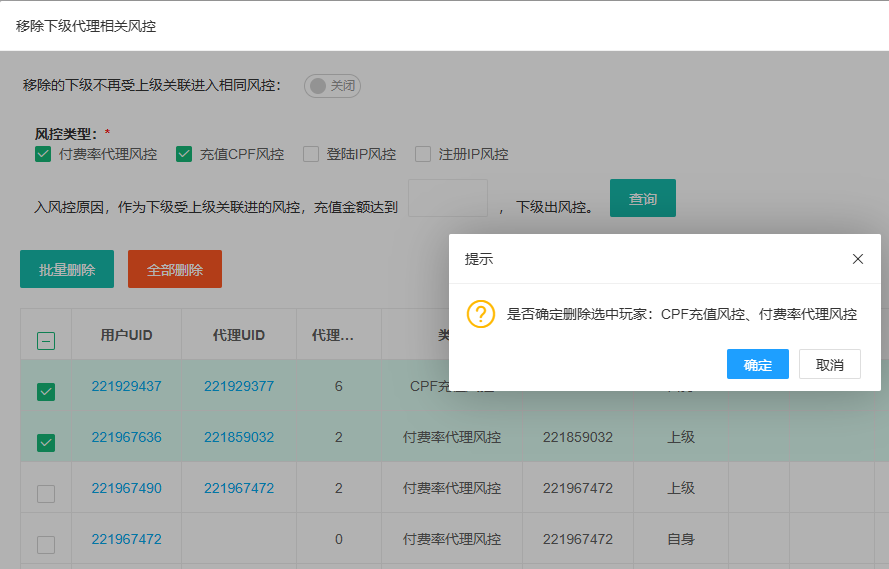 移除下级代理相关风控
移除的下级不再受上级关联进入相同风控： 关闭
风控类型：*
付费率代理风控 充值CPF风控 登陆IP风控 注册IP风控
入风控原因，作为下级受上级关联进的风控，充值金额达到 ， 下级出风控。 查询
提示
批量删除 全部删除
是否确定删除选中玩家：CPF充值风控、付费率代理风控
确定 取消
用户UID 代理UID 代理...
221929437 221929377 6
221967636 221859032 2 付费率代理风控 221859032 上级
221967490 221967472 2 付费率代理风控 221967472 上级
221967472 0 付费率代理风控 221967472 自身